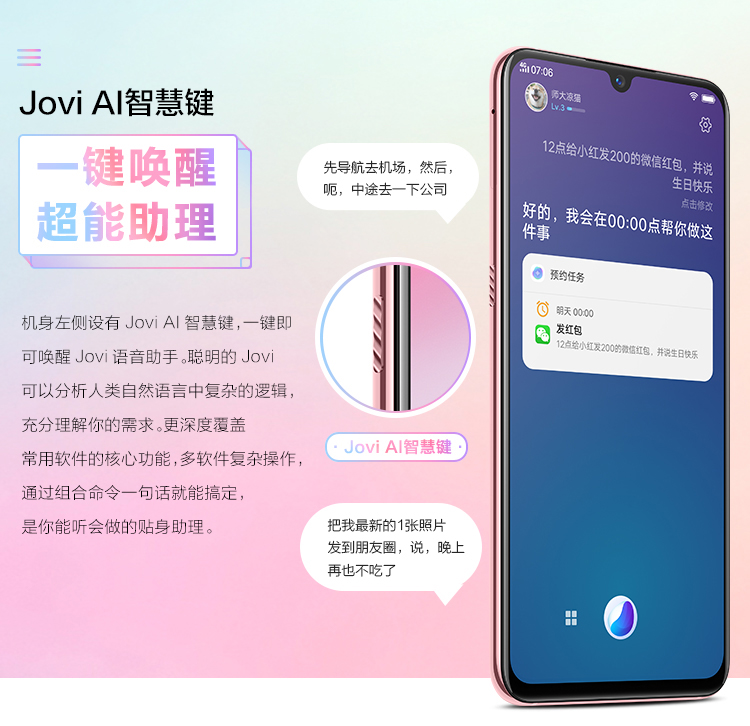 Jovi AI智慧键
一键唤醒
超能助理
机身左侧设有 Jovi AI 智慧键,一键即
可唤醒 Jovi 语音助手。聪明的 Jovi
可以分析人类自然语言中复杂的逻辑,
充分理解你的需求。更深度覆盖
常用软件的核心功能,多软件复杂操作,
通过组合命令一句话就能搞定,
是你能听会做的贴身助理。
先导航去机场，然后，
呃，中途去一下公司
· Jovi AI智慧键 ·
把我最新的1张照片
发到朋友圈，说，晚上
再也不吃了
4G 07:06
师大凉猫
Lv.3
12点给小红发200的微信红包，并说
生日快乐
点击修改
好的，我会在00:00点帮你做这
件事
预约任务
明天 00:00
发红包
12点给小红发200的微信红包，并说生日快乐